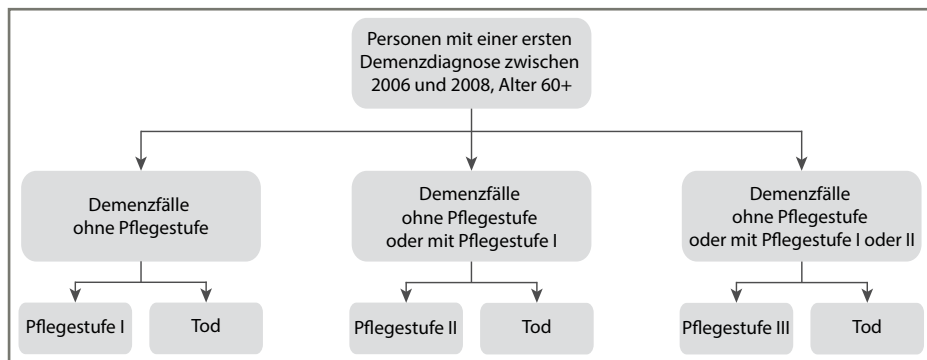 Personen mit einer ersten
Demenzdiagnose zwischen
2006 und 2008, Alter 60+
Demenzfälle
ohne Pflegestufe
Demenzfälle
ohne Pflegestufe
oder mit Pflegestufe I
Demenzfälle
ohne Pflegestufe
oder mit Pflegestufe I oder II
Pflegestufe I
Tod
Pflegestufe II
Tod
Pflegestufe III
Tod